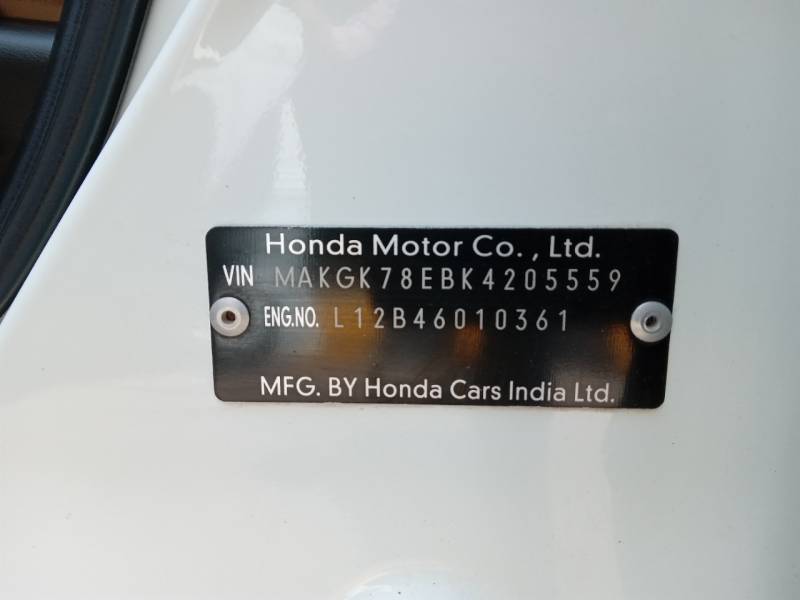 Honda Motor Co., Ltd.
VIN MAKGK78EBK4205559
ENG.NO. L12B46010361
MFG. BY Honda Cars India Ltd.